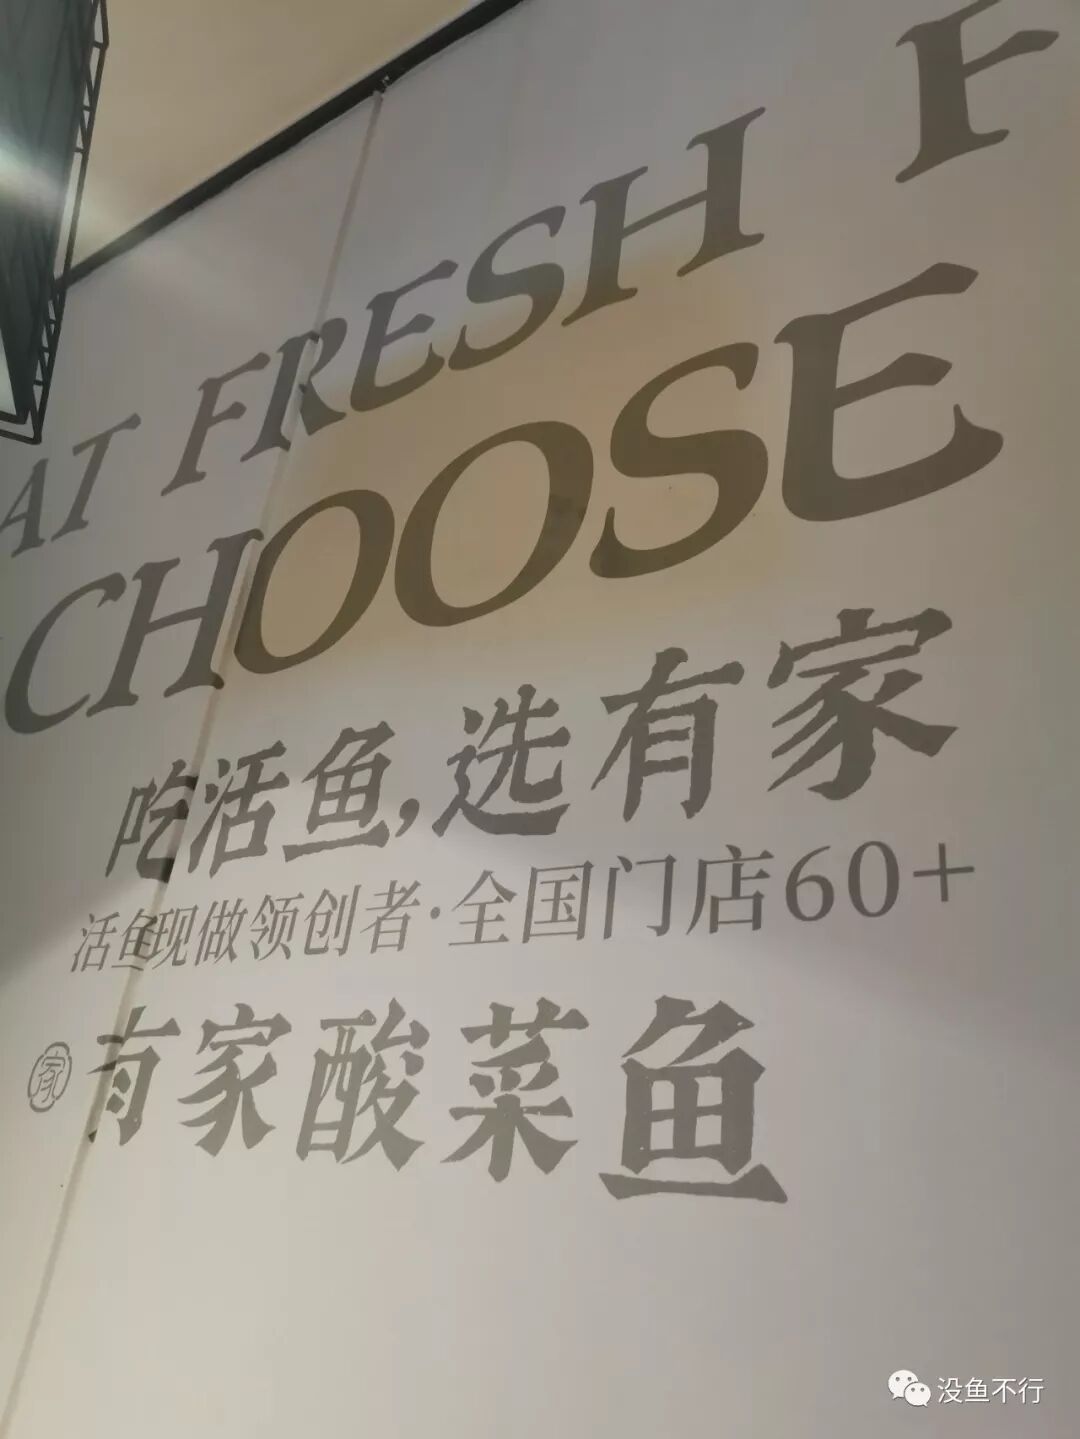 AT FRESH F
CHOOSE
吃活鱼,选有家
活鱼现做领创者·全国门店60+
家 有家酸菜鱼
没鱼不行